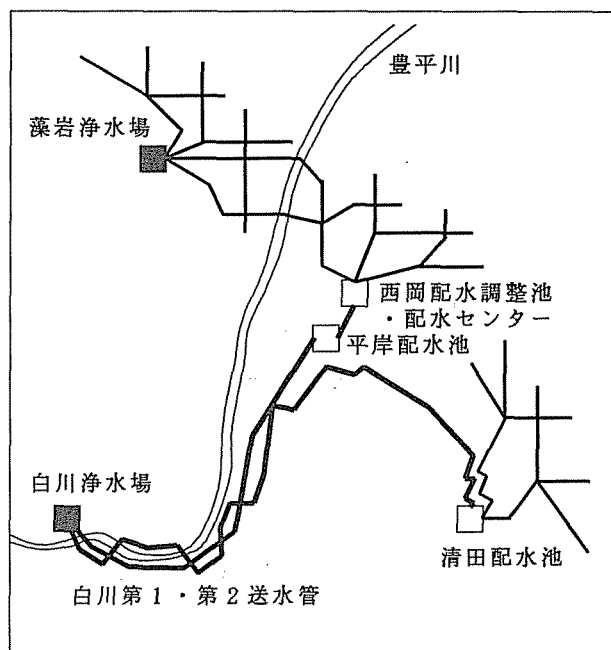 豊平川
藻岩浄水場
西岡配水調整池
・配水センター
平岸配水池
白川浄水場
清田配水池
白川第1・第2送水管